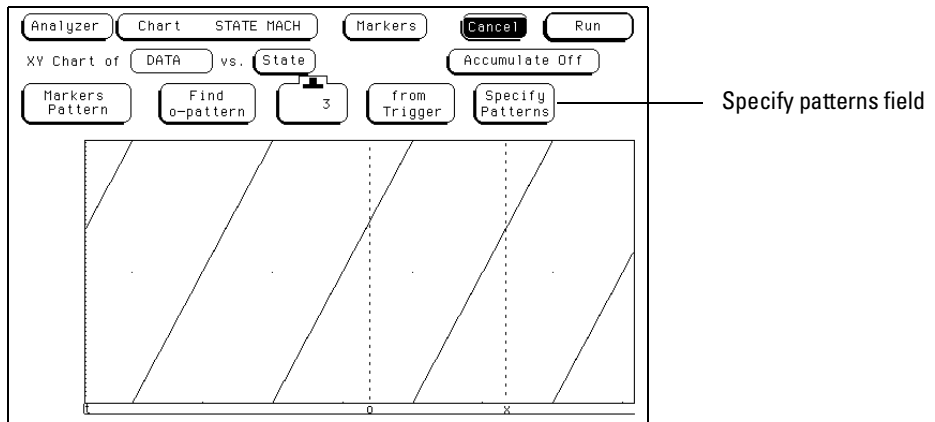 Analyzer Chart STATE MACH Markers Cancel Run
XY Chart of DATA vs. State Accumulate Off
Markers Pattern Find o-pattern 3 from Trigger Specify Patterns
Specify patterns field
t o x